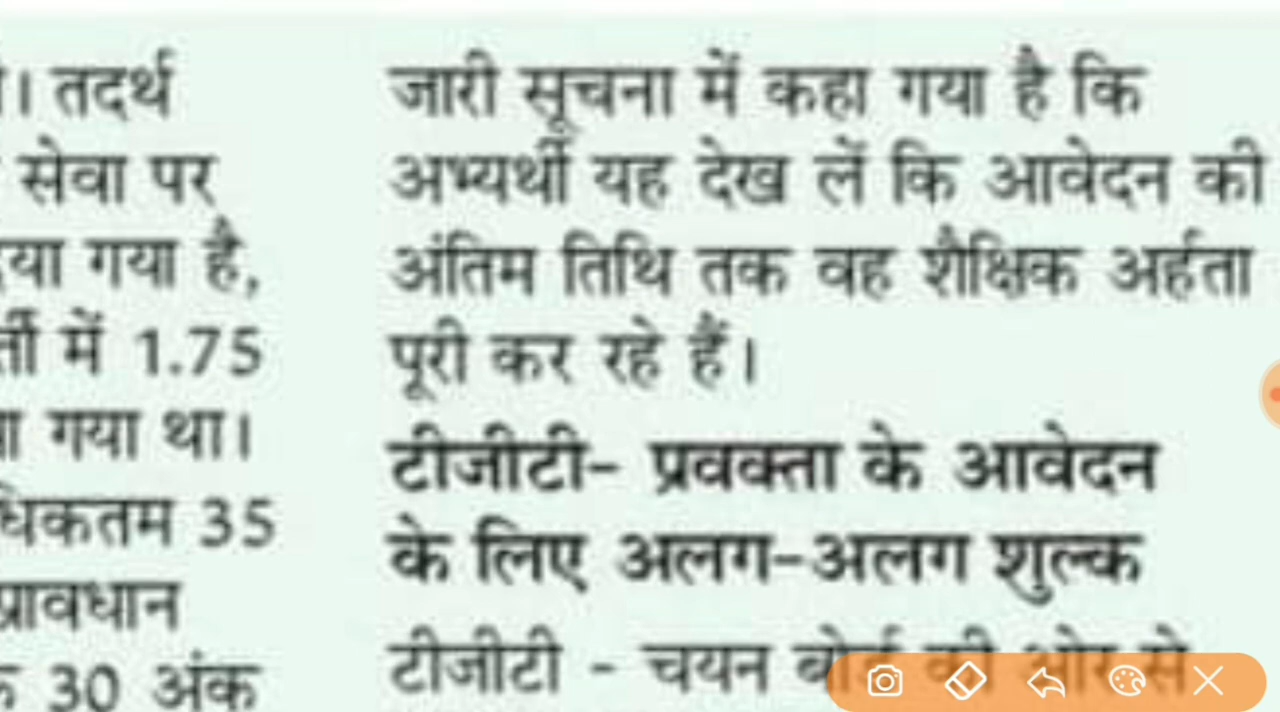 । तदर्थ
सेवा पर
गया है,
में 1.75
गया था।
35
प्रावधान
30 अंक
जारी सूचना में कहा गया है कि
अभ्यर्थी यह देख लें कि आवेदन की
अंतिम तिथि तक वह शैक्षिक अर्हता
पूरी कर रहे हैं।
टीजीटी- प्रवक्ता के आवेदन
के लिए अलग-अलग शुल्क
टीजीटी - चयन बोर्ड की ओर से